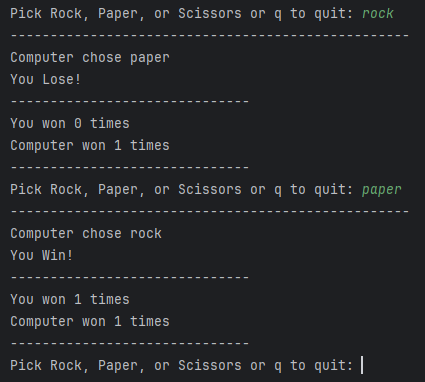 Pick Rock, Paper, or Scissors or q to quit: rock
--------------------------------------------------
Computer chose paper
You Lose!
------------------------------
You won 0 times
Computer won 1 times
------------------------------
Pick Rock, Paper, or Scissors or q to quit: paper
--------------------------------------------------
Computer chose rock
You Win!
------------------------------
You won 1 times
Computer won 1 times
------------------------------
Pick Rock, Paper, or Scissors or q to quit: